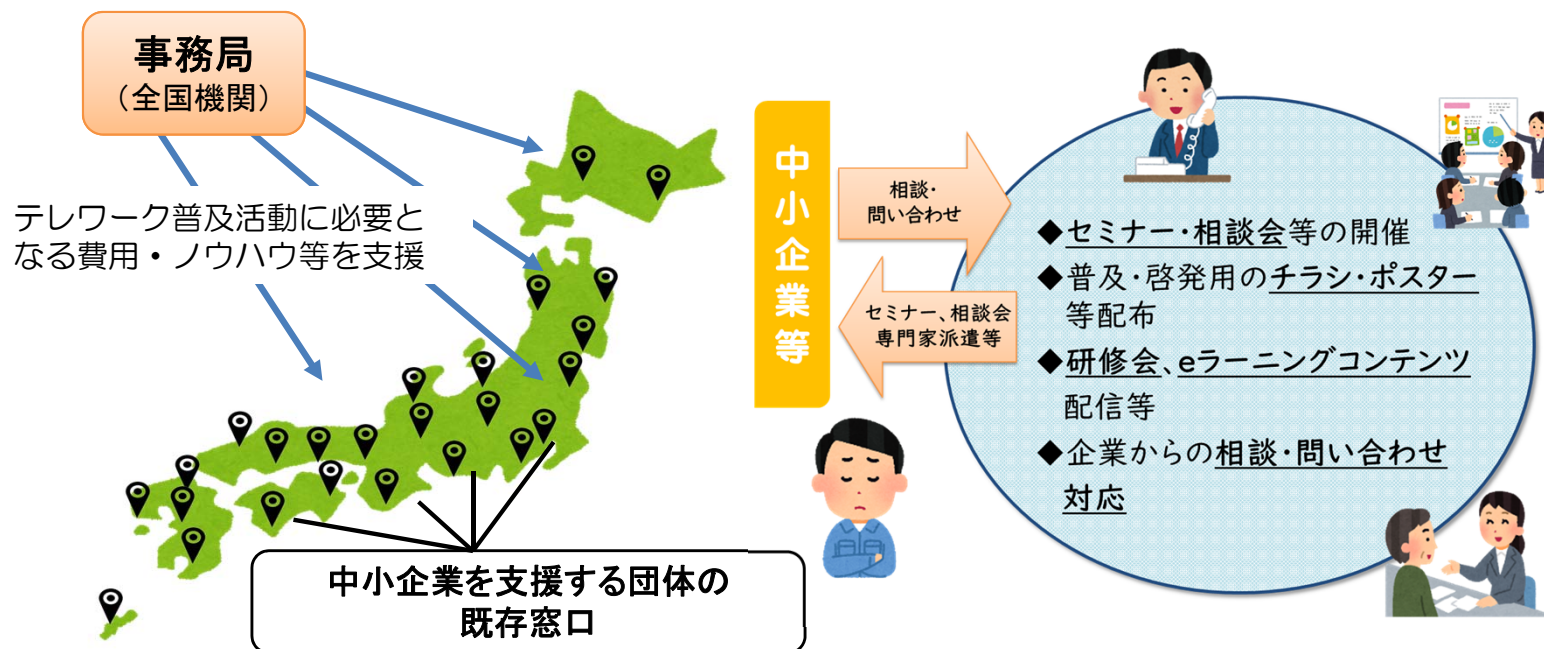 事務局
（全国機関）
テレワーク普及活動に必要と
なる費用・ノウハウ等を支援
中小企業を支援する団体の
既存窓口
中小企業等
相談・
問い合わせ
セミナー、相談会
専門家派遣等
◆セミナー・相談会等の開催
◆普及・啓発用のチラシ・ポスター
等配布
◆研修会、eラーニングコンテンツ
配信等
◆企業からの相談・問い合わせ
対応